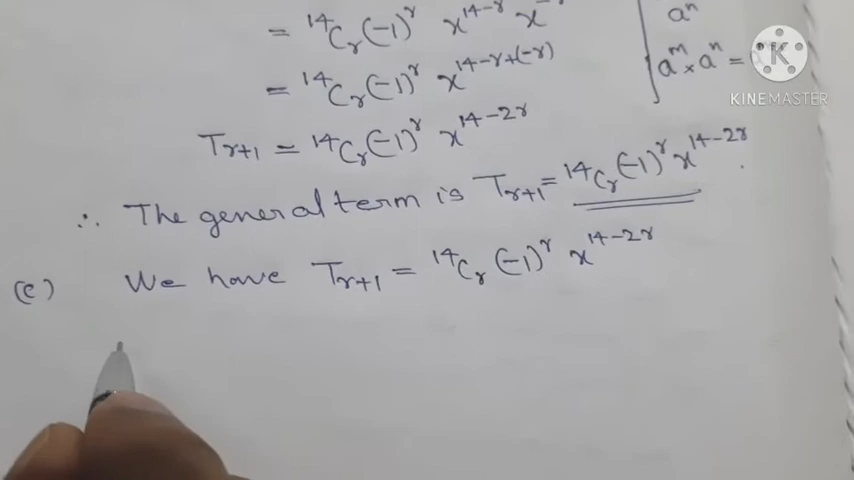 = ¹⁴Cᵣ (-1)ʳ x¹⁴⁻ʳ x⁻
aⁿ
= ¹⁴Cᵣ (-1)ʳ x¹⁴⁻ʳ⁺⁽⁻ʳ⁾
aᵐ × aⁿ =
KINEMASTER
Tᵣ₊₁ = ¹⁴Cᵣ (-1)ʳ x¹⁴⁻²ʳ
∴ The general term is Tᵣ₊₁ = ¹⁴Cᵣ (-1)ʳ x¹⁴⁻²ʳ.
(c) We have Tᵣ₊₁ = ¹⁴Cᵣ (-1)ʳ x¹⁴⁻²ʳ